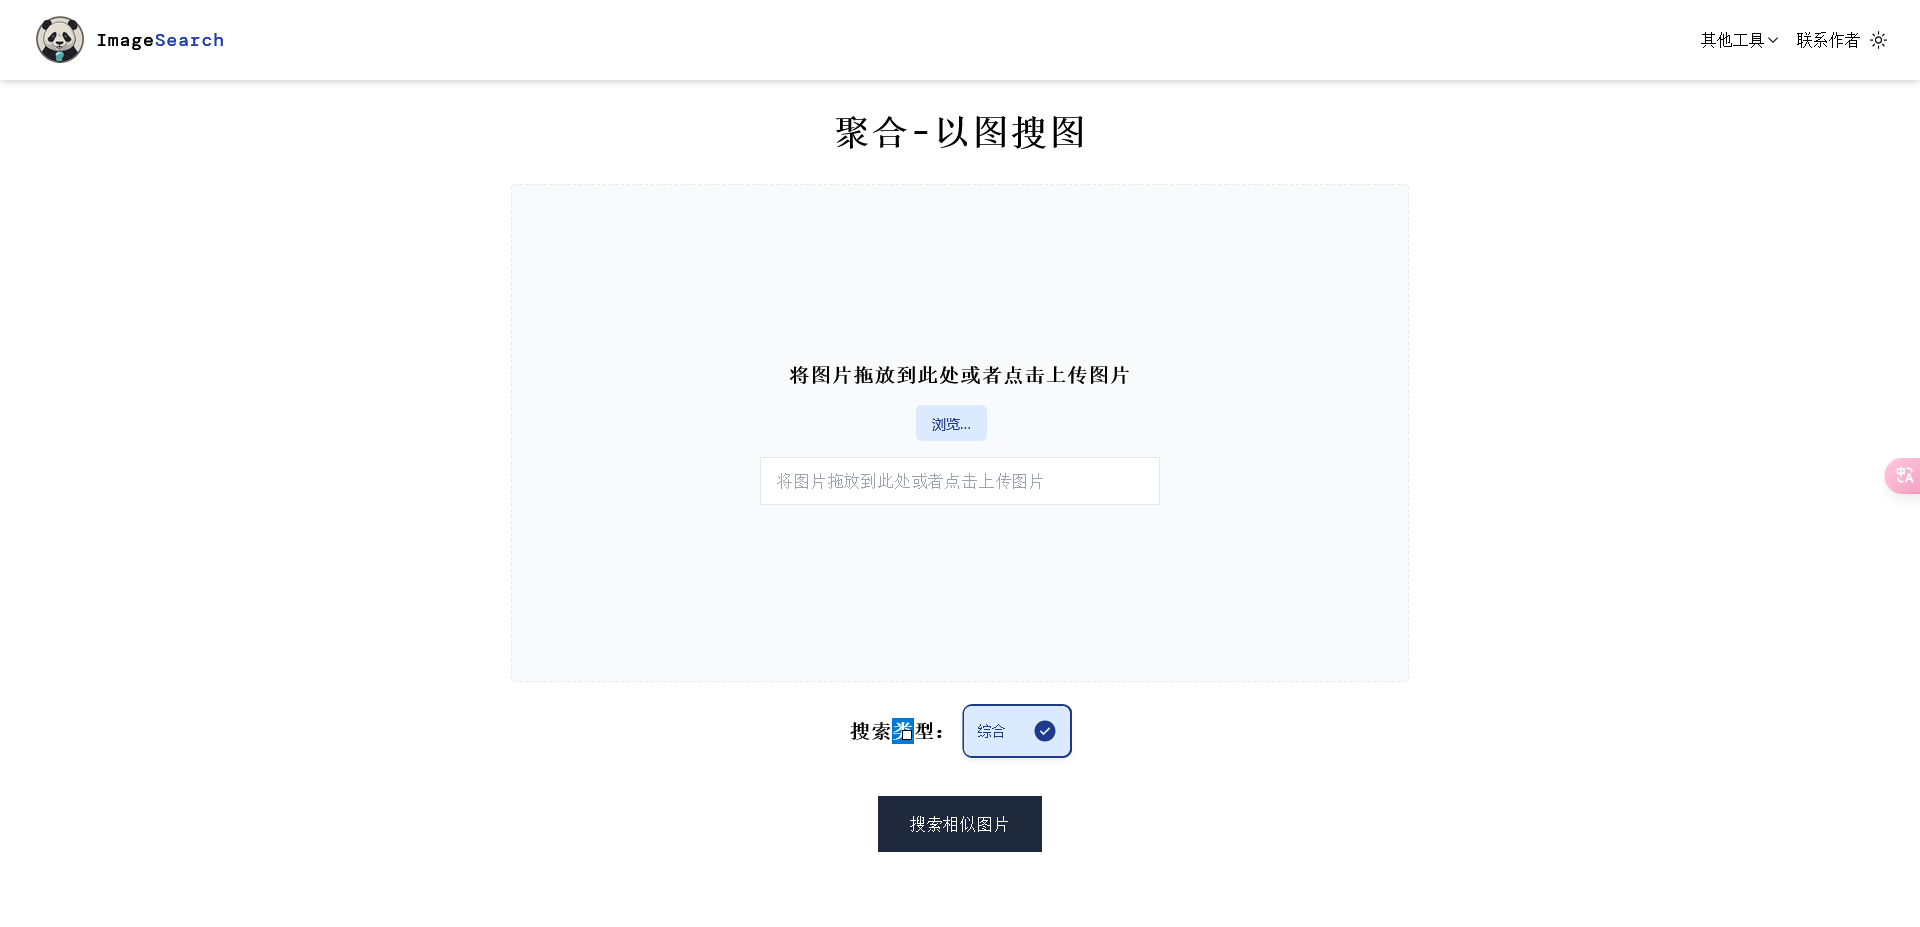 ImageSearch
其他工具
联系作者
聚合-以图搜图
将图片拖放到此处或者点击上传图片
浏览...
将图片拖放到此处或者点击上传图片
搜索类型：
综合
搜索相似图片